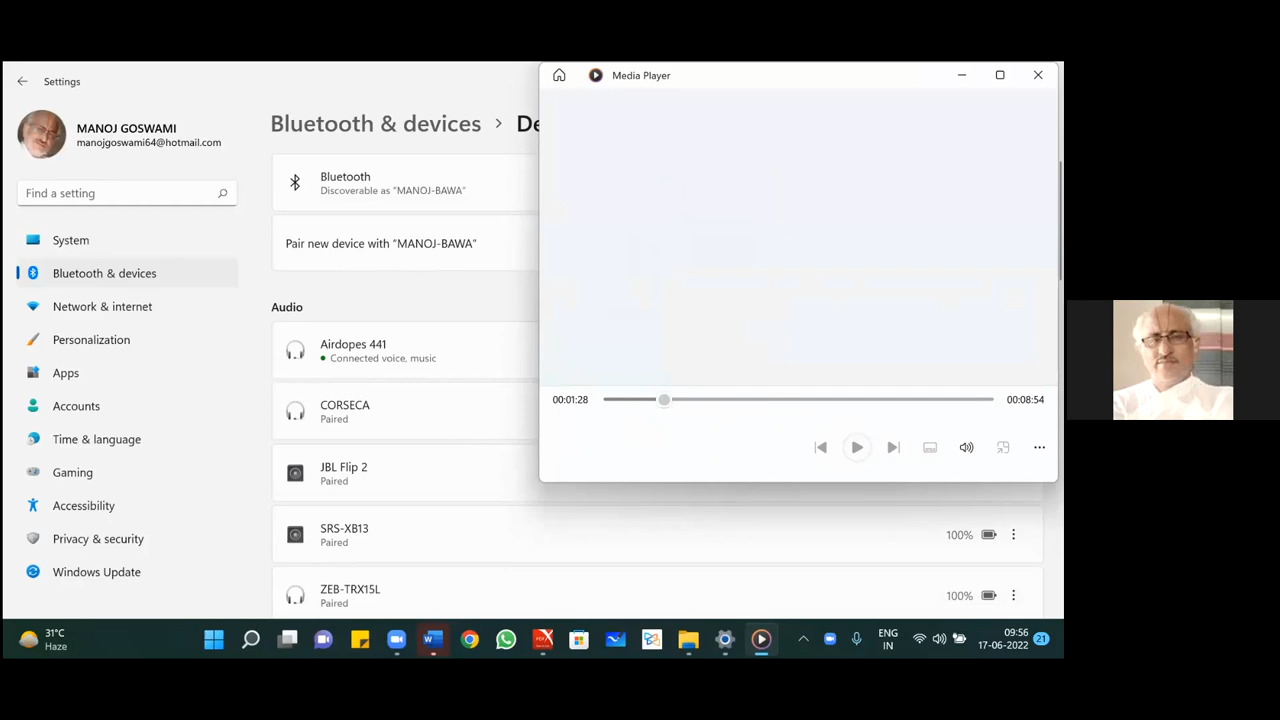 Settings
MANOJ GOSWAMI
manojgoswami64@hotmail.com
Find a setting
System
Bluetooth & devices
Network & internet
Personalization
Apps
Accounts
Time & language
Gaming
Accessibility
Privacy & security
Windows Update
Bluetooth & devices > De
Bluetooth
Discoverable as "MANOJ-BAWA"
Pair new device with "MANOJ-BAWA"
Audio
Airdopes 441
Connected voice, music
CORSECA
Paired
JBL Flip 2
Paired
SRS-XB13
Paired
100%
ZEB-TRX15L
Paired
100%
Media Player
00:01:28
00:08:54
31°C
Haze
ENG
IN
09:56
17-06-2022
21